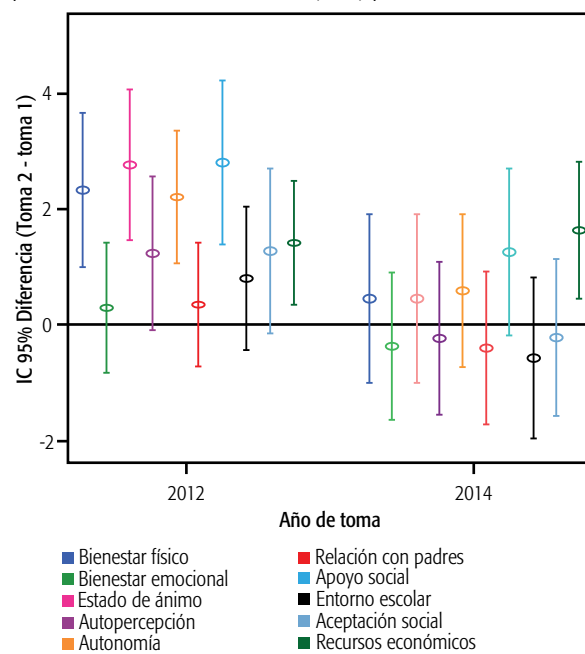 IC 95% Diferencia (Toma 2 - toma 1)
4
2
0
-2
2012
2014
Año de toma
Bienestar físico
Bienestar emocional
Estado de ánimo
Autopercepción
Autonomía
Relación con padres
Apoyo social
Entorno escolar
Aceptación social
Recursos económicos